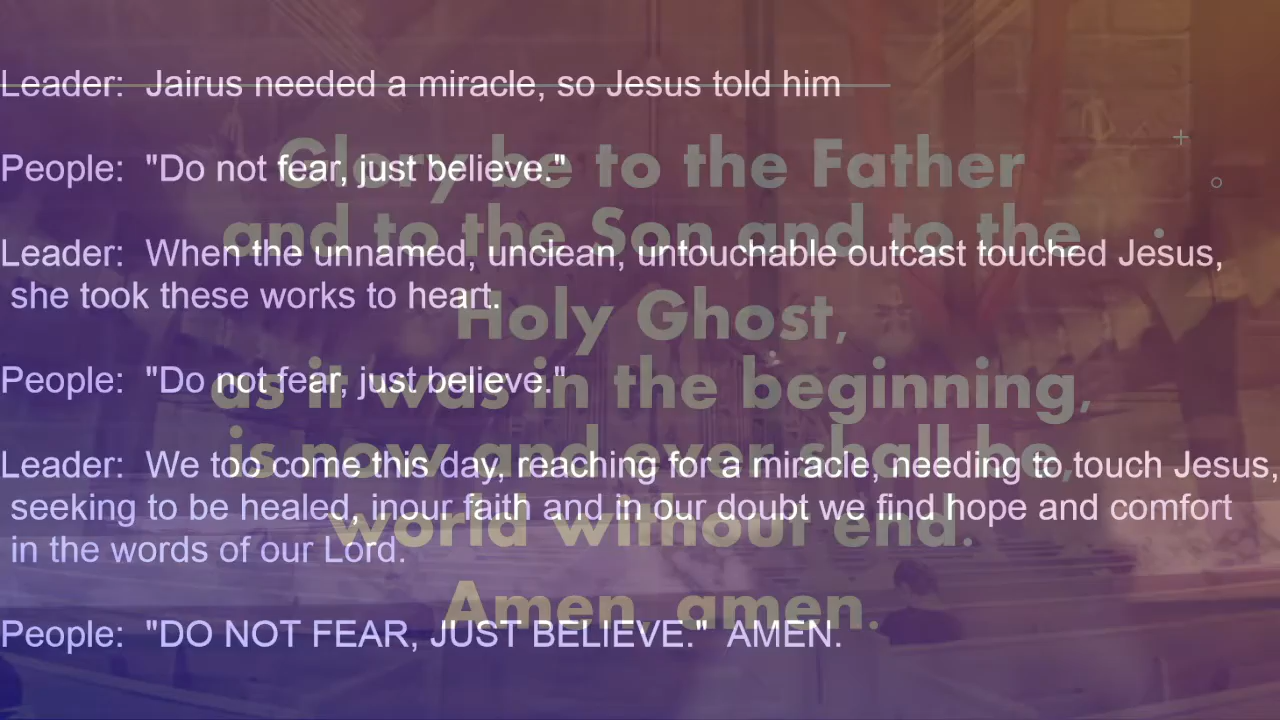 Leader: Jairus needed a miracle, so Jesus told him
People: "Do not fear, just believe."
Leader: When the unnamed, unclean, untouchable outcast touched Jesus,
she took these works to heart.
People: "Do not fear, just believe."
Leader: We too come this day, reaching for a miracle, needing to touch Jesus,
seeking to be healed, inour faith and in our doubt we find hope and comfort
in the words of our Lord.
People: "DO NOT FEAR, JUST BELIEVE." AMEN.
Glory be to the Father
and to the Son and to the
Holy Ghost,
as it was in the beginning,
is now and ever shall be,
world without end.
Amen, amen.